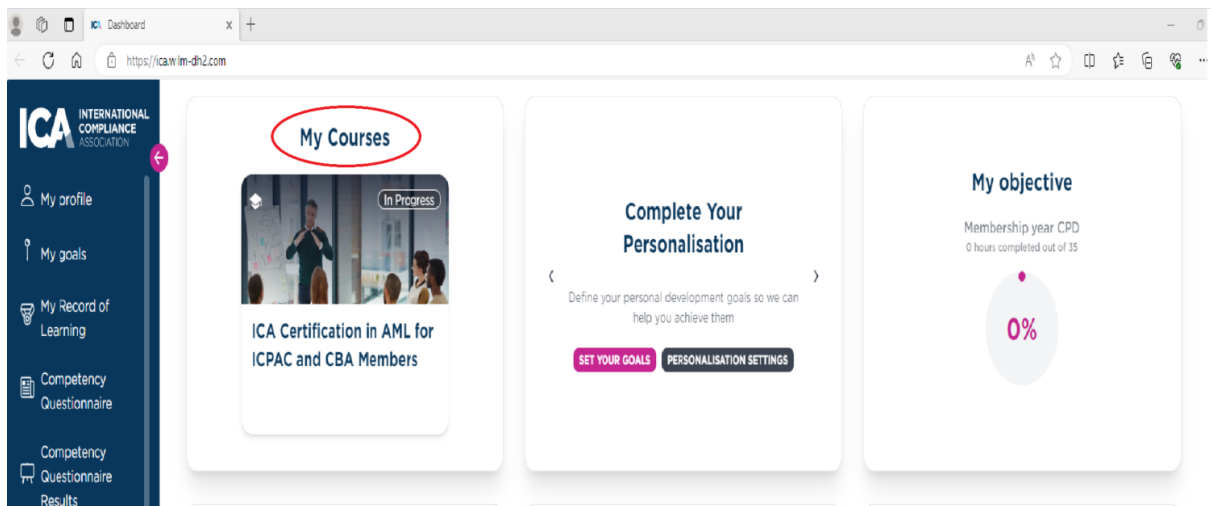 ICA Dashboard
https://ica.wilm-dh2.com
ICA INTERNATIONAL
COMPLIANCE
ASSOCIATION
My profile
My goals
My Record of
Learning
Competency
Questionnaire
Competency
Questionnaire
Results
My Courses
In Progress
ICA Certification in AML for
ICPAC and CBA Members
Complete Your
Personalisation
Define your personal development goals so we can
help you achieve them
SET YOUR GOALS PERSONALISATION SETTINGS
My objective
Membership year CPD
0 hours completed out of 35
0%